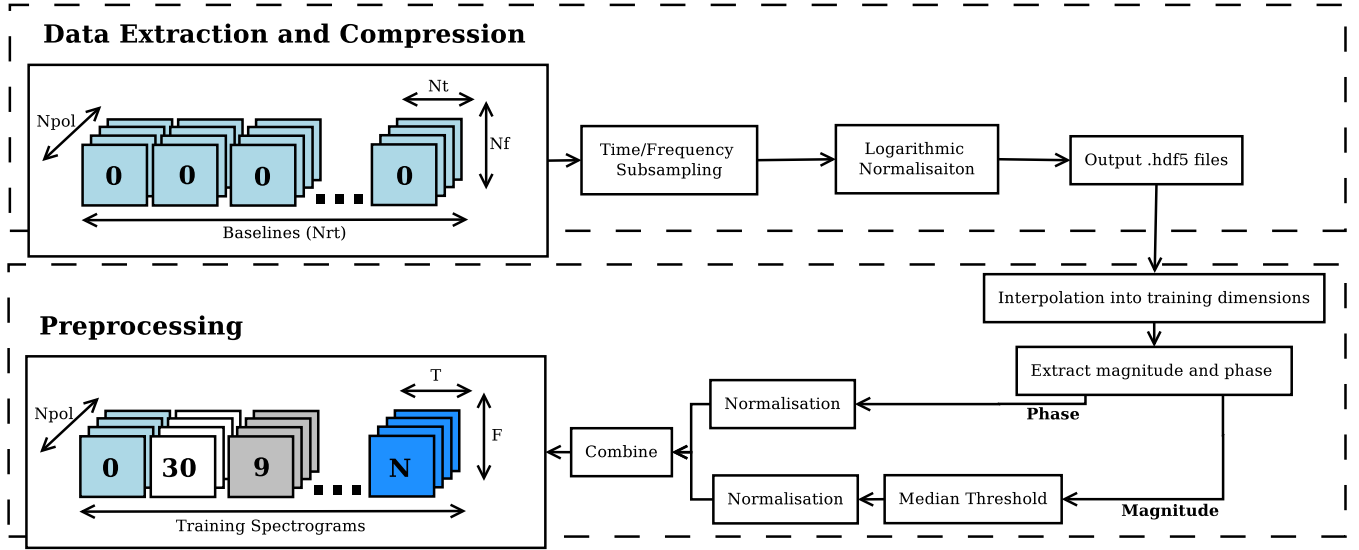 Data Extraction and Compression
Nt
Npol
Nf
0 0 0 0
Baselines (Nrt)
Time/Frequency
Subsampling
Logarithmic
Normalisaiton
Output .hdf5 files
Interpolation into training dimensions
Extract magnitude and phase
Phase
Magnitude
Normalisation
Median Threshold
Normalisation
Combine
Preprocessing
T
Npol
F
0 30 9 N
Training Spectrograms